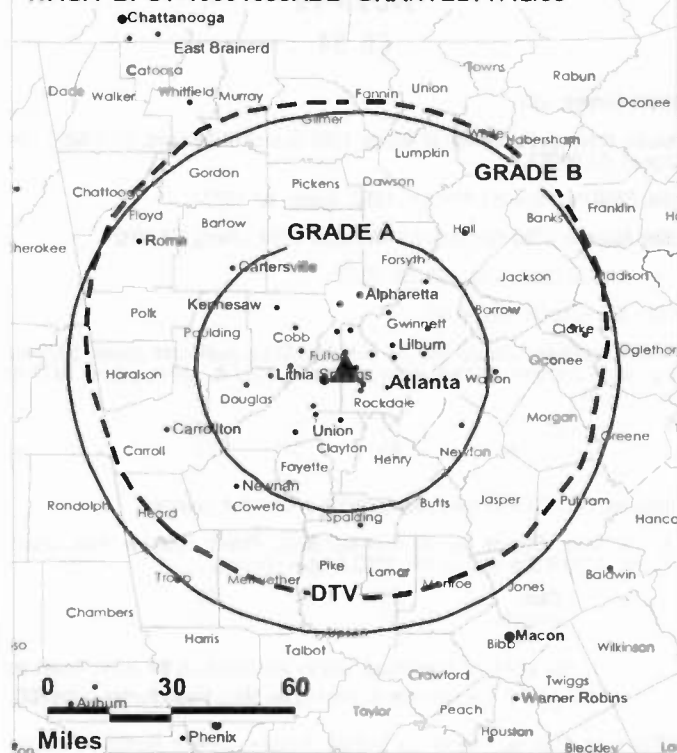 Chattanooga
East Brainerd
Towns
Rabun
Catoosa
Union
Dade
Walker
Whitfield
Murray
Fannin
Oconee
Gilmer
White
Habersham
Lumpkin
Gordon
GRADE B
Pickens
Dawson
Chattoog
Franklin
Floyd
Banks
Bartow
GRADE A
Hall
Cherokee
Rome
Forsyth
Cartersville
Jackson
Madison
Alpharetta
Kennesaw
Barrow
Polk
Gwinnett
Clarke
Paulding
Cobb
Lilburn
Fulton
Oconee
Oglethor
Haralson
Lithia Springs
Walton
Atlanta
Douglas
Rockdale
Morgan
Carrollton
Union
Greene
Clayton
Carroll
Newton
Henry
Fayette
Newnan
Butts
Jasper
Putnam
Randolph
Heard
Coweta
Spalding
Hanco
Pike
Lamar
Baldwin
Troup
Meriwether
Monroe
Jones
DTV
Chambers
Upson
Macon
Harris
Bibb
Wilkinson
Talbot
Crawford
Twiggs
0 30 60
Auburn
Peach
Warner Robins
Taylor
Miles
Phenix
Houston
Bleckley